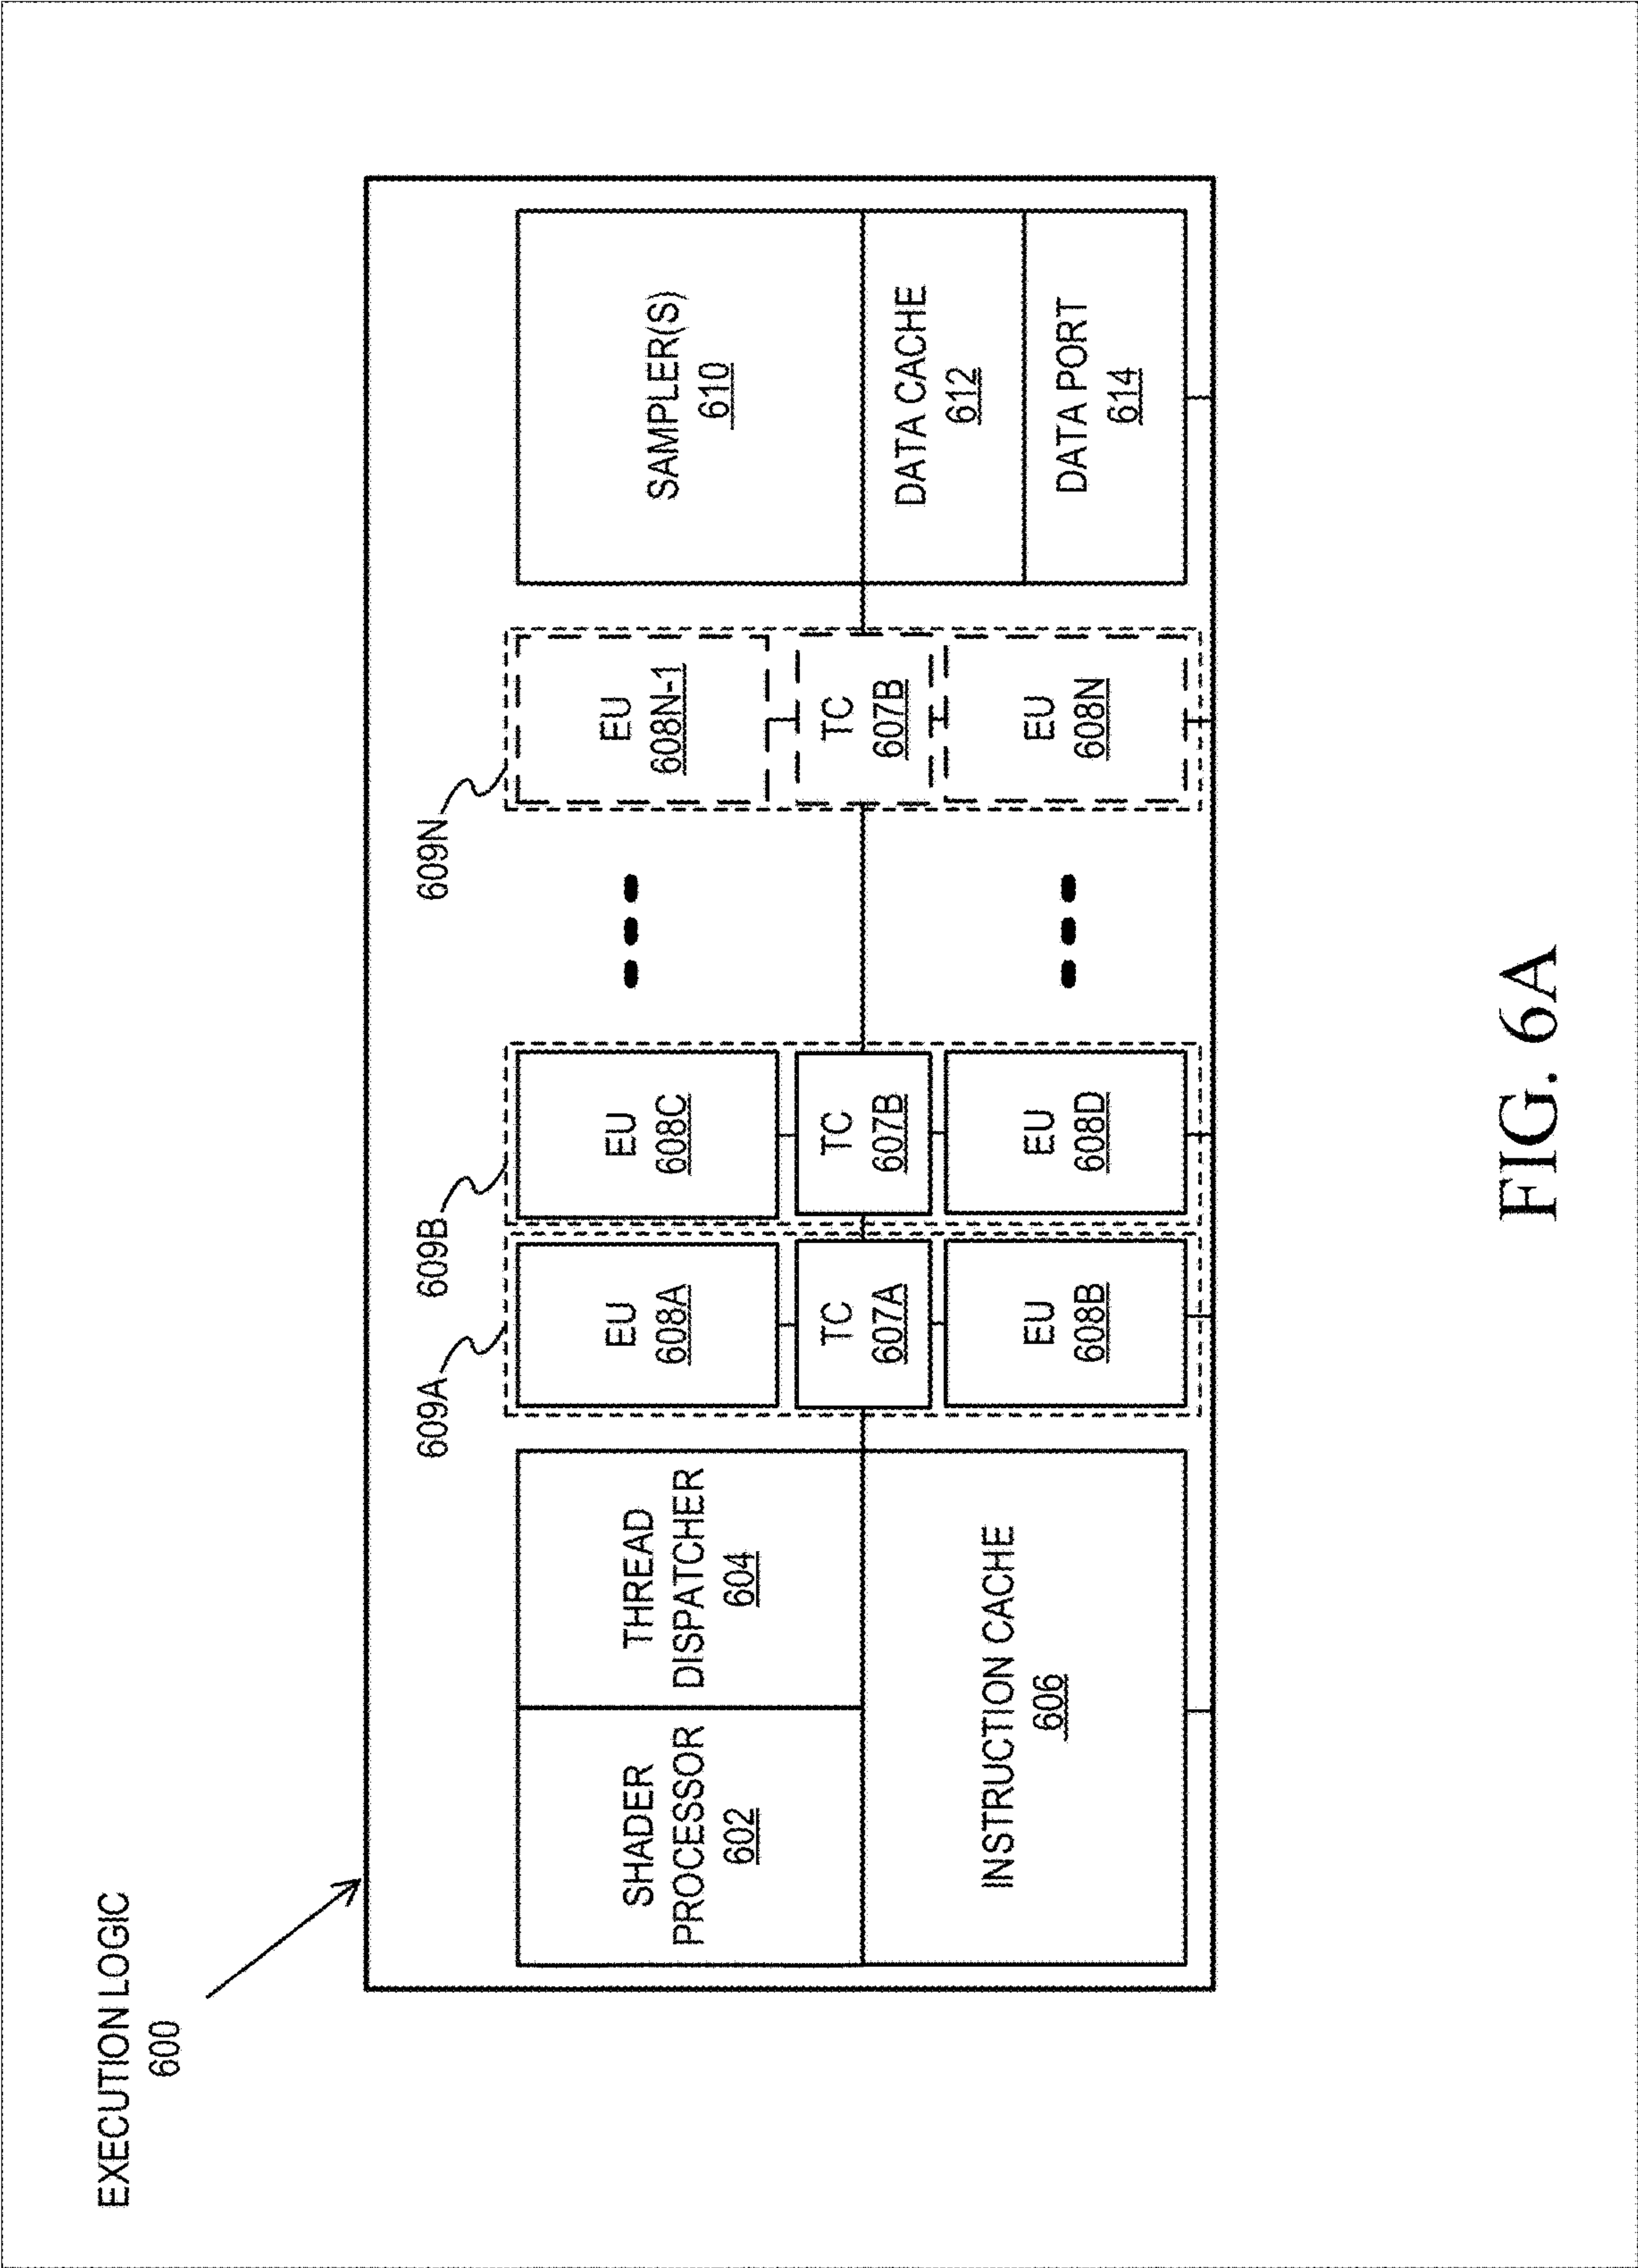 EXECUTION LOGIC
600
609A
609B
609N
SHADER
PROCESSOR
602
THREAD
DISPATCHER
604
INSTRUCTION CACHE
606
EU
608A
TC
607A
EU
608B
EU
608C
TC
607B
EU
608D
EU
608N-1
TC
607B
EU
608N
SAMPLER(S)
610
DATA CACHE
612
DATA PORT
614
FIG. 6A